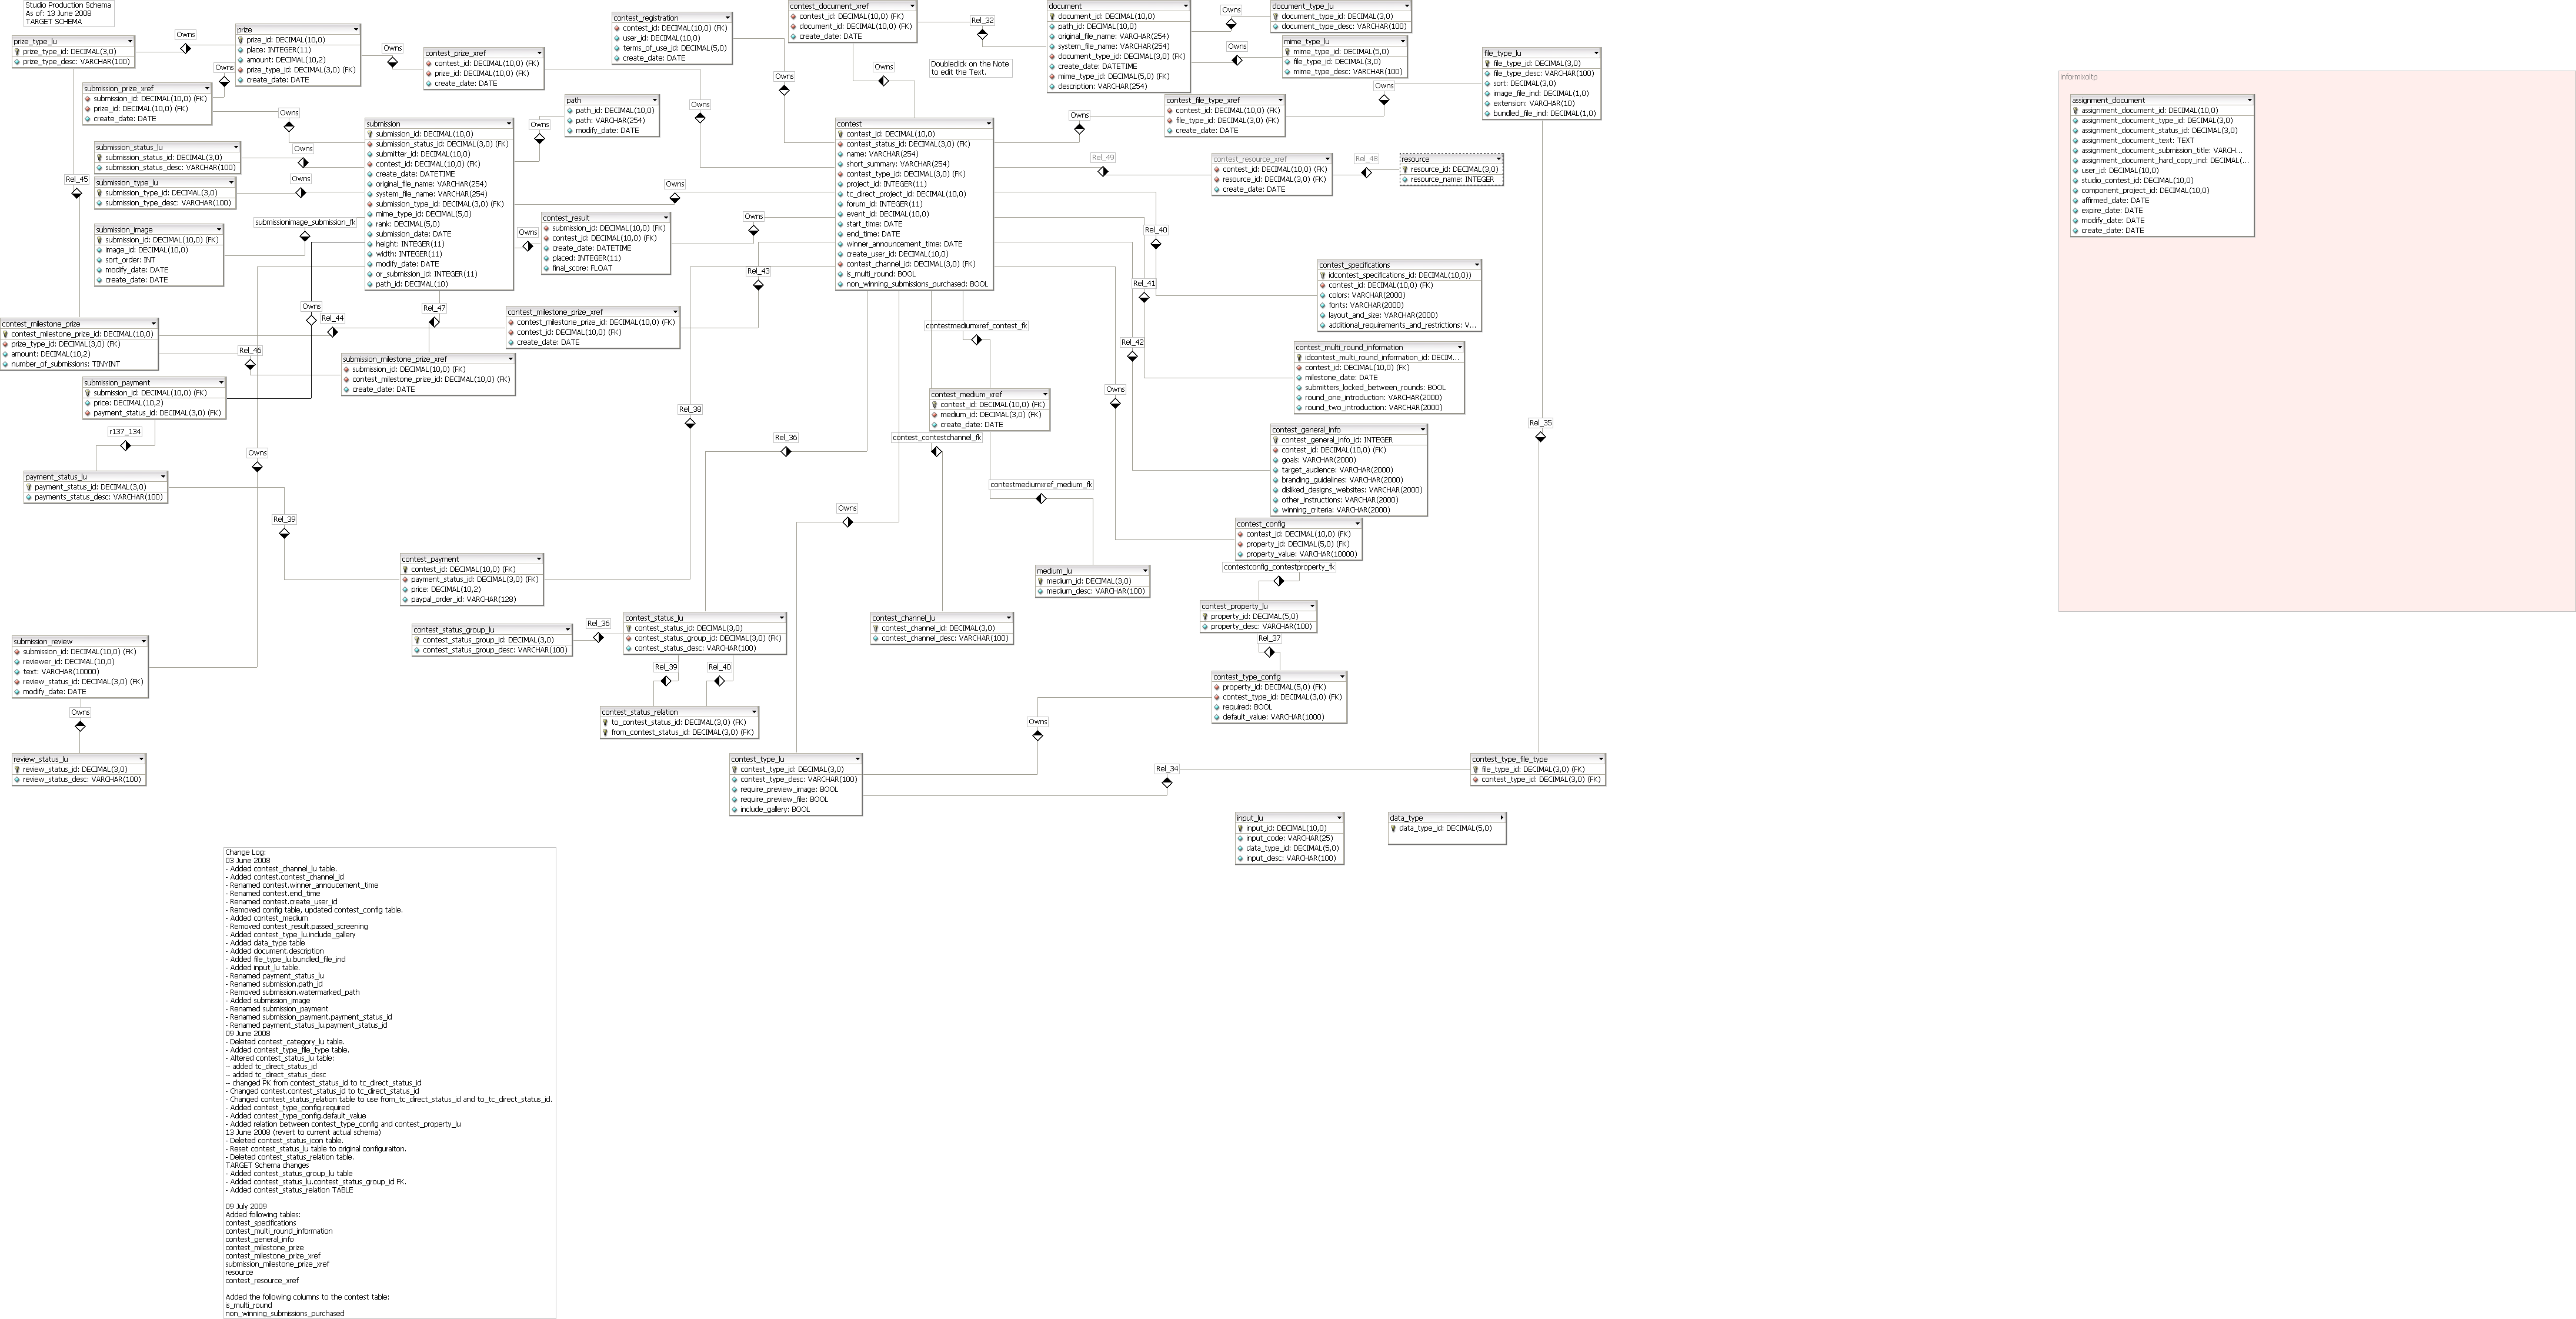 Studio Production Schema
As of: 13 June 2008
TARGET SCHEMA
prize_type_lu
prize_type_id: DECIMAL(3,0)
prize_type_desc: VARCHAR(100)
Owns
prize
prize_id: DECIMAL(10,0)
place: INTEGER(11)
amount: DECIMAL(10,2)
prize_type_id: DECIMAL(3,0) (FK)
create_date: DATE
Owns
Owns
contest_prize_xref
contest_id: DECIMAL(10,0) (FK)
prize_id: DECIMAL(10,0) (FK)
create_date: DATE
contest_registration
contest_id: DECIMAL(10,0) (FK)
user_id: DECIMAL(10,0)
terms_of_use_id: DECIMAL(5,0)
create_date: DATE
Owns
Owns
contest_document_xref
contest_id: DECIMAL(10,0) (FK)
document_id: DECIMAL(10,0) (FK)
create_date: DATE
Owns
Rel_32
Doubleclick on the Note
to edit the Text.
document
document_id: DECIMAL(10,0)
path_id: DECIMAL(10,0)
original_file_name: VARCHAR(254)
system_file_name: VARCHAR(254)
document_type_id: DECIMAL(3,0) (FK)
create_date: DATETIME
mime_type_id: DECIMAL(5,0) (FK)
description: VARCHAR(254)
Owns
Owns
document_type_lu
document_type_id: DECIMAL(3,0)
document_type_desc: VARCHAR(100)
mime_type_lu
mime_type_id: DECIMAL(5,0)
file_type_id: DECIMAL(3,0)
mime_type_desc: VARCHAR(100)
file_type_lu
file_type_id: DECIMAL(3,0)
file_type_desc: VARCHAR(100)
sort: DECIMAL(3,0)
image_file_ind: DECIMAL(1,0)
extension: VARCHAR(10)
bundled_file_ind: DECIMAL(1,0)
Owns
contest_file_type_xref
contest_id: DECIMAL(10,0) (FK)
file_type_id: DECIMAL(3,0) (FK)
create_date: DATE
Owns
informixoltp
assignment_document
assignment_document_id: DECIMAL(10,0)
assignment_document_type_id: DECIMAL(3,0)
assignment_document_status_id: DECIMAL(3,0)
assignment_document_text: TEXT
assignment_document_submission_title: VARCH...
assignment_document_hard_copy_ind: DECIMAL(...
user_id: DECIMAL(10,0)
studio_contest_id: DECIMAL(10,0)
component_project_id: DECIMAL(10,0)
affirmed_date: DATE
expire_date: DATE
modify_date: DATE
create_date: DATE
submission_prize_xref
submission_id: DECIMAL(10,0) (FK)
prize_id: DECIMAL(10,0) (FK)
create_date: DATE
Owns
path
path_id: DECIMAL(10,0)
path: VARCHAR(254)
modify_date: DATE
Owns
submission
submission_id: DECIMAL(10,0)
submission_status_id: DECIMAL(3,0) (FK)
submitter_id: DECIMAL(10,0)
contest_id: DECIMAL(10,0) (FK)
create_date: DATETIME
original_file_name: VARCHAR(254)
system_file_name: VARCHAR(254)
submission_type_id: DECIMAL(3,0) (FK)
mime_type_id: DECIMAL(5,0)
rank: DECIMAL(5,0)
submission_date: DATE
height: INTEGER(11)
width: INTEGER(11)
modify_date: DATE
or_submission_id: INTEGER(11)
path_id: DECIMAL(10)
contest
contest_id: DECIMAL(10,0)
contest_status_id: DECIMAL(3,0) (FK)
name: VARCHAR(254)
short_summary: VARCHAR(254)
contest_type_id: DECIMAL(3,0) (FK)
project_id: INTEGER(11)
tc_direct_project_id: DECIMAL(10,0)
forum_id: INTEGER(11)
event_id: DECIMAL(10,0)
start_time: DATE
end_time: DATE
winner_announcement_time: DATE
create_user_id: DECIMAL(10,0)
contest_channel_id: DECIMAL(3,0) (FK)
is_multi_round: BOOL
non_winning_submissions_purchased: BOOL
submission_status_lu
submission_status_id: DECIMAL(3,0)
submission_status_desc: VARCHAR(100)
Owns
submission_type_lu
submission_type_id: DECIMAL(3,0)
submission_type_desc: VARCHAR(100)
Owns
Rel_45
Owns
Rel_49
contest_resource_xref
contest_id: DECIMAL(10,0) (FK)
resource_id: DECIMAL(3,0) (FK)
create_date: DATE
Rel_48
resource
resource_id: DECIMAL(3,0)
resource_name: INTEGER
submission_image
submission_id: DECIMAL(10,0) (FK)
image_id: DECIMAL(10,0)
sort_order: INT
modify_date: DATE
create_date: DATE
submissionimage_submission_fk
contest_result
submission_id: DECIMAL(10,0) (FK)
contest_id: DECIMAL(10,0) (FK)
create_date: DATETIME
placed: INTEGER(11)
final_score: FLOAT
Owns
Owns
Rel_40
Rel_43
Rel_41
contest_specifications
idcontest_specifications_id: DECIMAL(10,0))
contest_id: DECIMAL(10,0) (FK)
colors: VARCHAR(2000)
fonts: VARCHAR(2000)
layout_and_size: VARCHAR(2000)
additional_requirements_and_restrictions: V...
contest_milestone_prize
contest_milestone_prize_id: DECIMAL(10,0)
prize_type_id: DECIMAL(3,0) (FK)
amount: DECIMAL(10,2)
number_of_submissions: TINYINT
Owns
Rel_44
Rel_47
Rel_46
contest_milestone_prize_xref
contest_milestone_prize_id: DECIMAL(10,0) (FK)
contest_id: DECIMAL(10,0) (FK)
create_date: DATE
submission_milestone_prize_xref
submission_id: DECIMAL(10,0) (FK)
contest_milestone_prize_id: DECIMAL(10,0) (FK)
create_date: DATE
contestmediumxref_contest_fk
Rel_42
contest_multi_round_information
idcontest_multi_round_information_id: DECIM...
contest_id: DECIMAL(10,0) (FK)
milestone_date: DATE
submitters_locked_between_rounds: BOOL
round_one_introduction: VARCHAR(2000)
round_two_introduction: VARCHAR(2000)
submission_payment
submission_id: DECIMAL(10,0) (FK)
price: DECIMAL(10,2)
payment_status_id: DECIMAL(3,0) (FK)
r137_134
Rel_38
Rel_36
contest_medium_xref
contest_id: DECIMAL(10,0) (FK)
medium_id: DECIMAL(3,0) (FK)
create_date: DATE
contest_contestchannel_fk
Owns
contest_general_info
contest_general_info_id: INTEGER
contest_id: DECIMAL(10,0) (FK)
goals: VARCHAR(2000)
target_audience: VARCHAR(2000)
branding_guidelines: VARCHAR(2000)
disliked_designs_websites: VARCHAR(2000)
other_instructions: VARCHAR(2000)
winning_criteria: VARCHAR(2000)
Rel_35
payment_status_lu
payment_status_id: DECIMAL(3,0)
payments_status_desc: VARCHAR(100)
Owns
Rel_39
Owns
contestmediumxref_medium_fk
contest_config
contest_id: DECIMAL(10,0) (FK)
property_id: DECIMAL(5,0) (FK)
property_value: VARCHAR(10000)
contestconfig_contestproperty_fk
contest_payment
contest_id: DECIMAL(10,0) (FK)
payment_status_id: DECIMAL(3,0) (FK)
price: DECIMAL(10,2)
paypal_order_id: VARCHAR(128)
medium_lu
medium_id: DECIMAL(3,0)
medium_desc: VARCHAR(100)
contest_property_lu
property_id: DECIMAL(5,0)
property_desc: VARCHAR(100)
Rel_37
contest_status_group_lu
contest_status_group_id: DECIMAL(3,0)
contest_status_group_desc: VARCHAR(100)
Rel_36
contest_status_lu
contest_status_id: DECIMAL(3,0)
contest_status_group_id: DECIMAL(3,0) (FK)
contest_status_desc: VARCHAR(100)
Rel_39
Rel_40
contest_channel_lu
contest_channel_id: DECIMAL(3,0)
contest_channel_desc: VARCHAR(100)
submission_review
submission_id: DECIMAL(10,0) (FK)
reviewer_id: DECIMAL(10,0)
text: VARCHAR(10000)
review_status_id: DECIMAL(3,0) (FK)
modify_date: DATE
Owns
contest_type_config
property_id: DECIMAL(5,0) (FK)
contest_type_id: DECIMAL(3,0) (FK)
required: BOOL
default_value: VARCHAR(1000)
contest_status_relation
to_contest_status_id: DECIMAL(3,0) (FK)
from_contest_status_id: DECIMAL(3,0) (FK)
Owns
review_status_lu
review_status_id: DECIMAL(3,0)
review_status_desc: VARCHAR(100)
contest_type_lu
contest_type_id: DECIMAL(3,0)
contest_type_desc: VARCHAR(100)
require_preview_image: BOOL
require_preview_file: BOOL
include_gallery: BOOL
Rel_34
contest_type_file_type
file_type_id: DECIMAL(3,0) (FK)
contest_type_id: DECIMAL(3,0) (FK)
input_lu
input_id: DECIMAL(10,0)
input_code: VARCHAR(25)
data_type_id: DECIMAL(5,0)
input_desc: VARCHAR(100)
data_type
data_type_id: DECIMAL(5,0)
Change Log:
03 June 2008
- Added contest_channel_lu table.
- Added contest.contest_channel_id
- Renamed contest.winner_annoucement_time
- Renamed contest.end_time
- Renamed contest.create_user_id
- Removed config table, updated contest_config table.
- Added contest_medium
- Removed contest_result.passed_screening
- Added contest_type_lu.include_gallery
- Added data_type table
- Added document.description
- Added file_type_lu.bundled_file_ind
- Added input_lu table.
- Renamed payment_status_lu
- Renamed submission.path_id
- Removed submission.watermarked_path
- Added submission_image
- Renamed submission_payment
- Renamed submission_payment.payment_status_id
- Renamed payment_status_lu.payment_status_id
09 June 2008
- Deleted contest_category_lu table.
- Added contest_type_file_type table.
- Altered contest_status_lu table:
-- added tc_direct_status_id
-- added tc_direct_status_desc
-- changed PK from contest_status_id to tc_direct_status_id
- Changed contest.contest_status_id to tc_direct_status_id
- Changed contest_status_relation table to use from_tc_direct_status_id and to_tc_direct_status_id.
- Added contest_type_config.required
- Added contest_type_config.default_value
- Added relation between contest_type_config and contest_property_lu
13 June 2008 (revert to current actual schema)
- Deleted contest_status_icon table.
- Reset contest_status_lu table to original configuraiton.
- Deleted contest_status_relation table.
TARGET Schema changes
- Added contest_status_group_lu table
- Added contest_status_lu.contest_status_group_id FK.
- Added contest_status_relation TABLE
09 July 2009
Added following tables:
contest_specifications
contest_multi_round_information
contest_general_info
contest_milestone_prize
contest_milestone_prize_xref
submission_milestone_prize_xref
resource
contest_resource_xref
Added the following columns to the contest table:
is_multi_round
non_winning_submissions_purchased